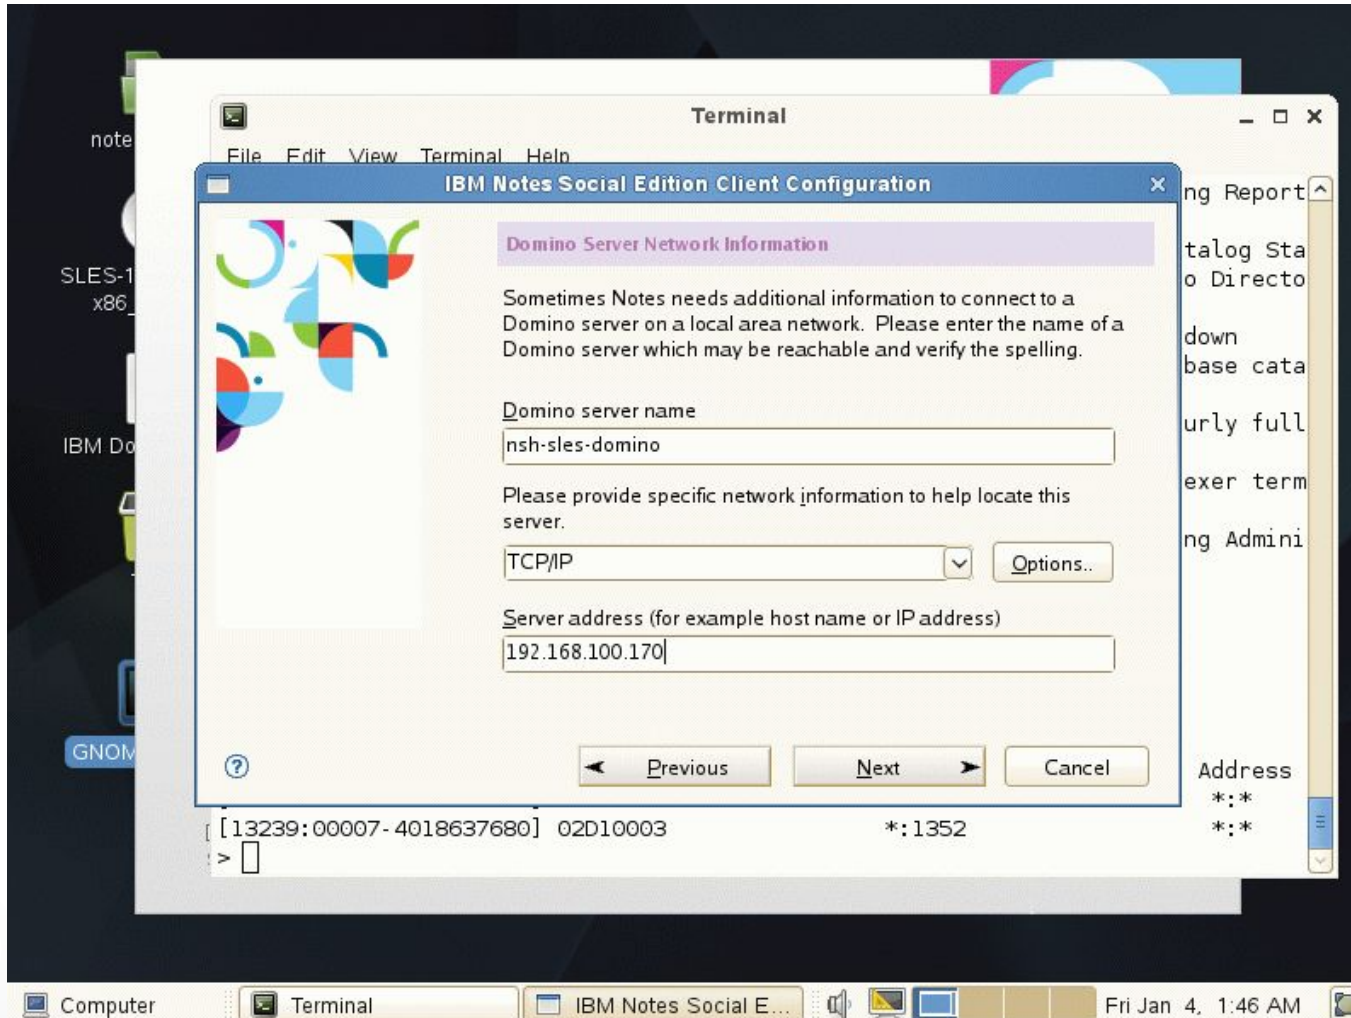 note
SLES-1
x86_
IBM Do
GNOM
Terminal
File Edit View Terminal Help
IBM Notes Social Edition Client Configuration
ng Report
talog Sta
o Directo
down
base cata
urly full
exer term
ng Admini
Domino Server Network Information
Sometimes Notes needs additional information to connect to a
Domino server on a local area network. Please enter the name of a
Domino server which may be reachable and verify the spelling.
Domino server name
nsh-sles-domino
Please provide specific network information to help locate this
server.
TCP/IP
Options..
Server address (for example host name or IP address)
192.168.100.170
?
Previous
Next
Cancel
Address
*:*
[13239:00007-4018637680] 02D10003 *:1352 *:*
>
Computer
Terminal
IBM Notes Social E...
Fri Jan 4, 1:46 AM